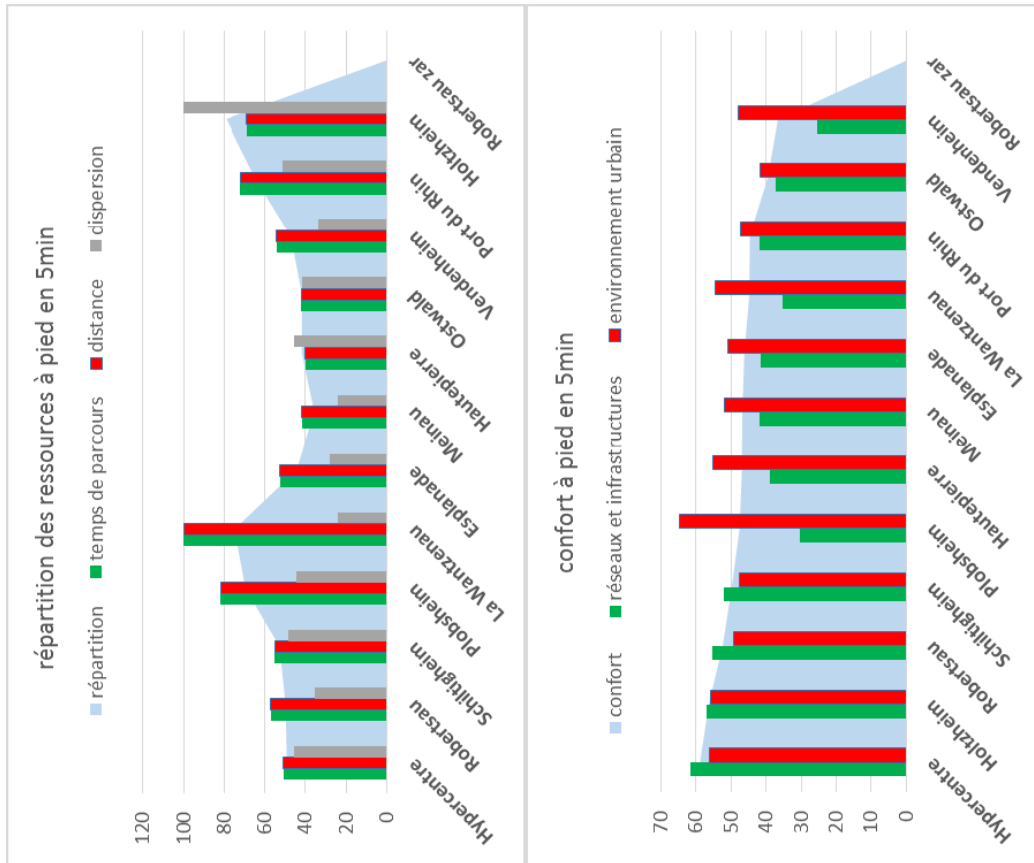 répartition des ressources à pied en 5min
répartition
temps de parcours
distance
dispersion
120
100
80
60
40
20
0
Hypercentre
Robertsau
Schiltigheim
Plobsheim
La Wantzenau
Esplanade
Meinau
Hautepierre
Ostwald
Vendenheim
Port du Rhin
Holtzheim
Robertsau zar
confort à pied en 5min
confort
réseaux et infrastructures
environnement urbain
70
60
50
40
30
20
10
0
Hypercentre
Holtzheim
Robertsau
Schiltigheim
Plobsheim
Hautepierre
Meinau
Esplanade
La Wantzenau
Port du Rhin
Ostwald
Vendenheim
Robertsau zar